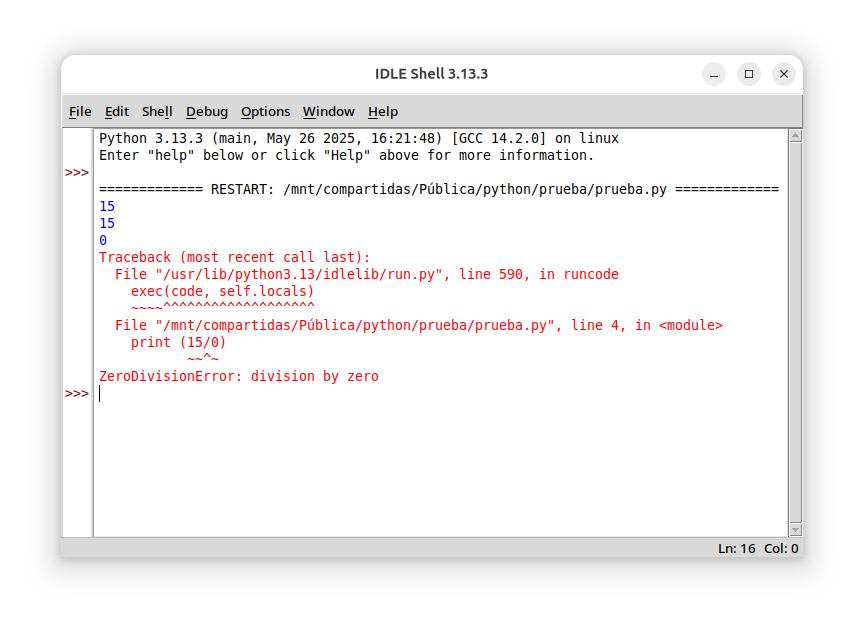 IDLE Shell 3.13.3
File Edit Shell Debug Options Window Help
Python 3.13.3 (main, May 26 2025, 16:21:48) [GCC 14.2.0] on linux
Enter "help" below or click "Help" above for more information.
>>>
============= RESTART: /mnt/compartidas/Pública/python/prueba/prueba.py =============
15
15
0
Traceback (most recent call last):
  File "/usr/lib/python3.13/idlelib/run.py", line 590, in runcode
    exec(code, self.locals)
    ~~~~^^^^^^^^^^^^^^^^^^^
  File "/mnt/compartidas/Pública/python/prueba/prueba.py", line 4, in <module>
    print (15/0)
           ~~^~
ZeroDivisionError: division by zero
>>>
Ln: 16 Col: 0